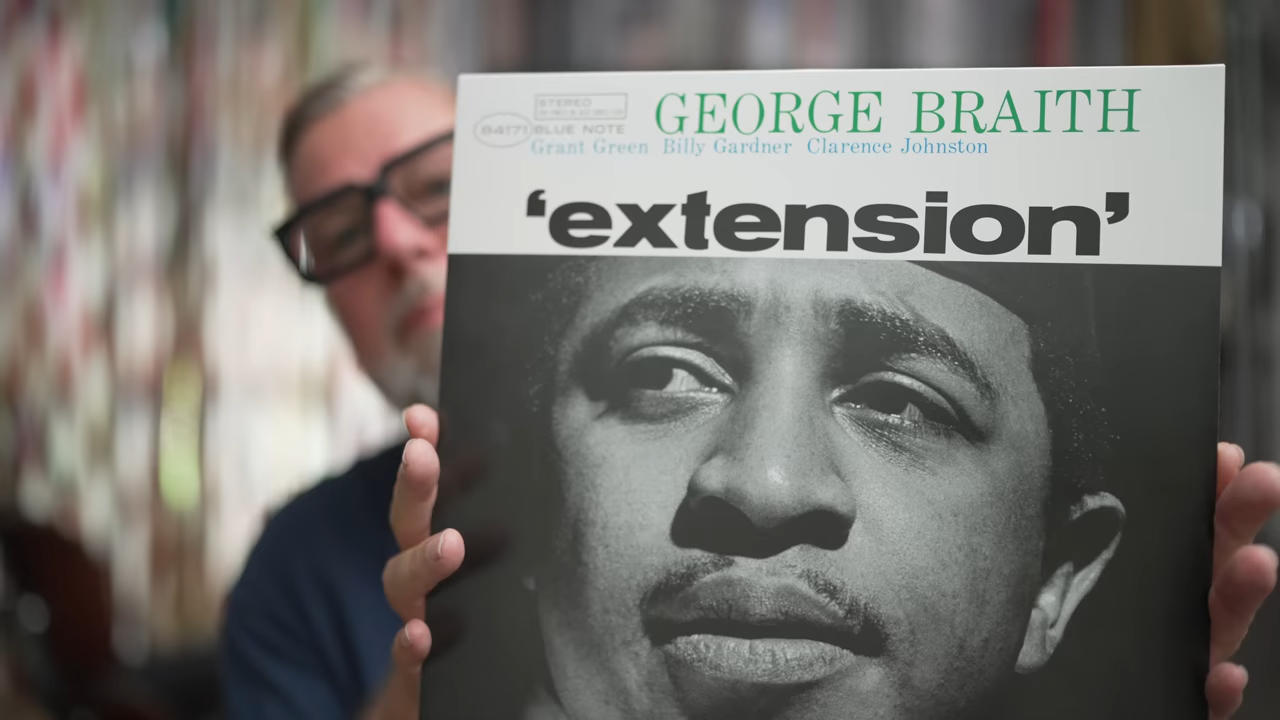 STEREO
84171 BLUE NOTE
GEORGE BRAITH
Grant Green Billy Gardner Clarence Johnston
‘extension’